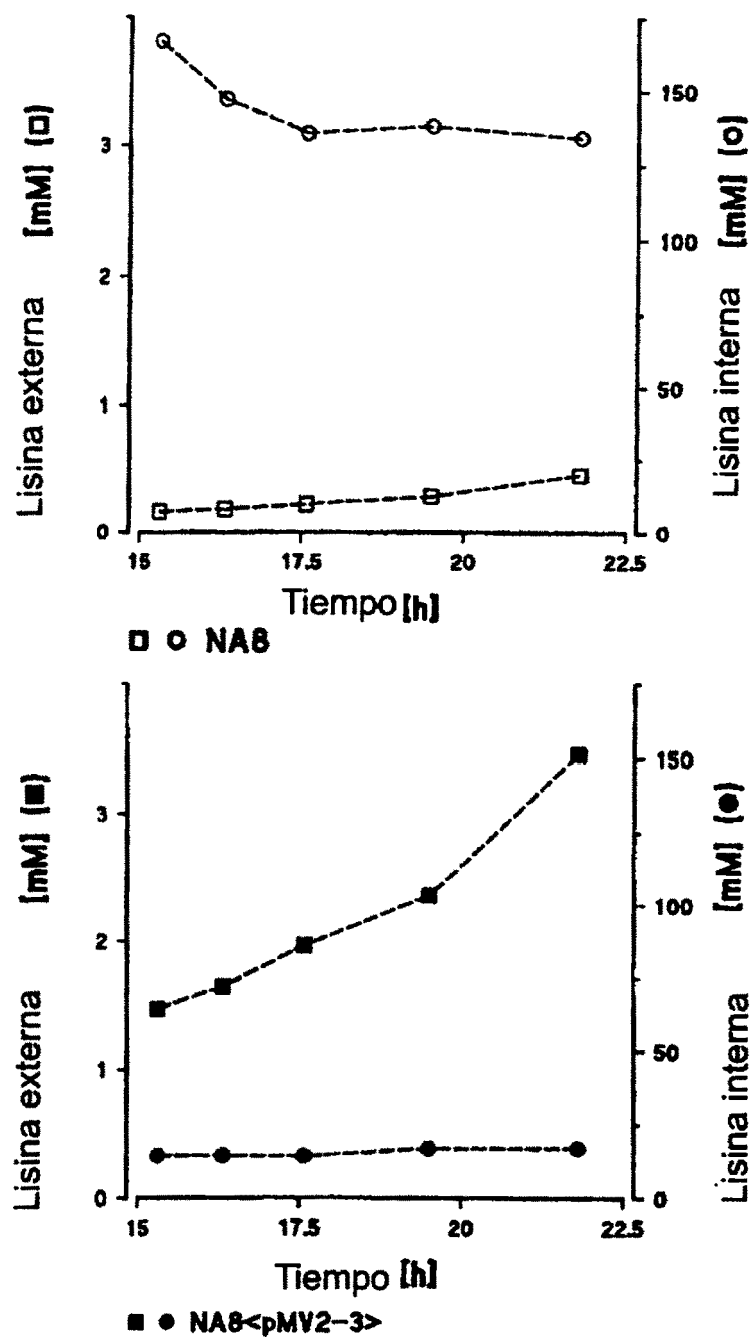 Lisina externa [mM] (□)
3
2
1
0
150
100
50
0
Lisina interna [mM] (○)
15 17.5 20 22.5
Tiempo [h]
□ ○ NA8
Lisina externa [mM] (■)
3
2
1
0
150
100
50
0
Lisina interna [mM] (●)
15 17.5 20 22.5
Tiempo [h]
■ ● NA8<pMV2-3>